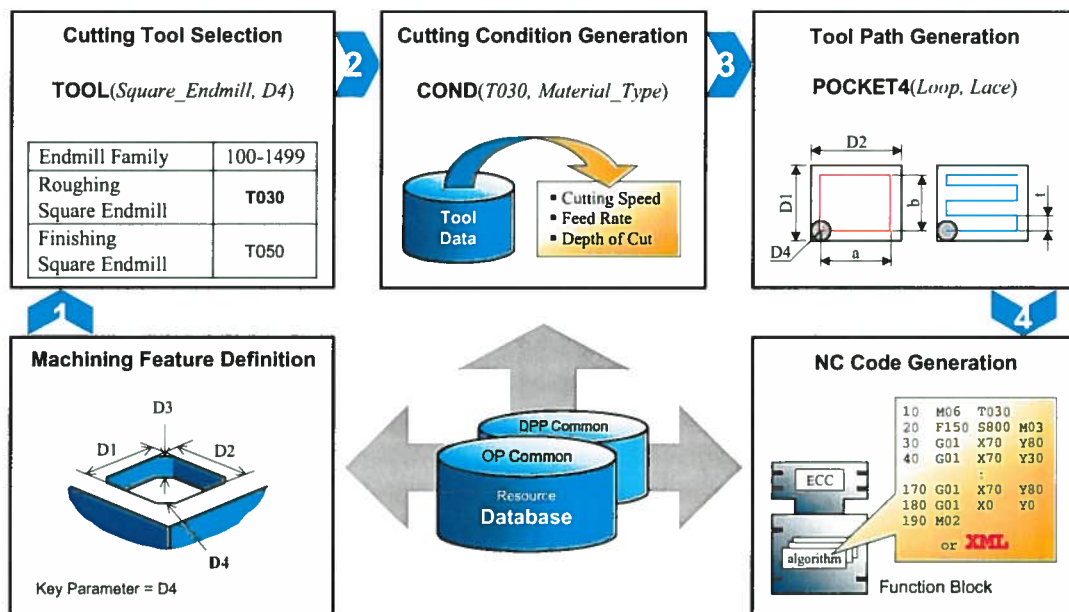 Cutting Tool Selection
TOOL(Square_Endmill, D4)
Endmill Family 100-1499
Roughing
Square Endmill T030
Finishing
Square Endmill T050
2
Cutting Condition Generation
COND(T030, Material_Type)
Tool
Data
▪ Cutting Speed
▪ Feed Rate
▪ Depth of Cut
3
Tool Path Generation
POCKET4(Loop, Lace)
D2
D1
b
t
D4
a
1
4
Machining Feature Definition
D3
D1
D2
D4
Key Parameter = D4
DPP Common
OP Common
Resource
Database
NC Code Generation
10 M06 T030
20 F150 S800 M03
30 G01 X70 Y80
40 G01 X70 Y30
:
170 G01 X70 Y80
180 G01 X0 Y0
190 M02
or XML
ECC
algorithm
Function Block